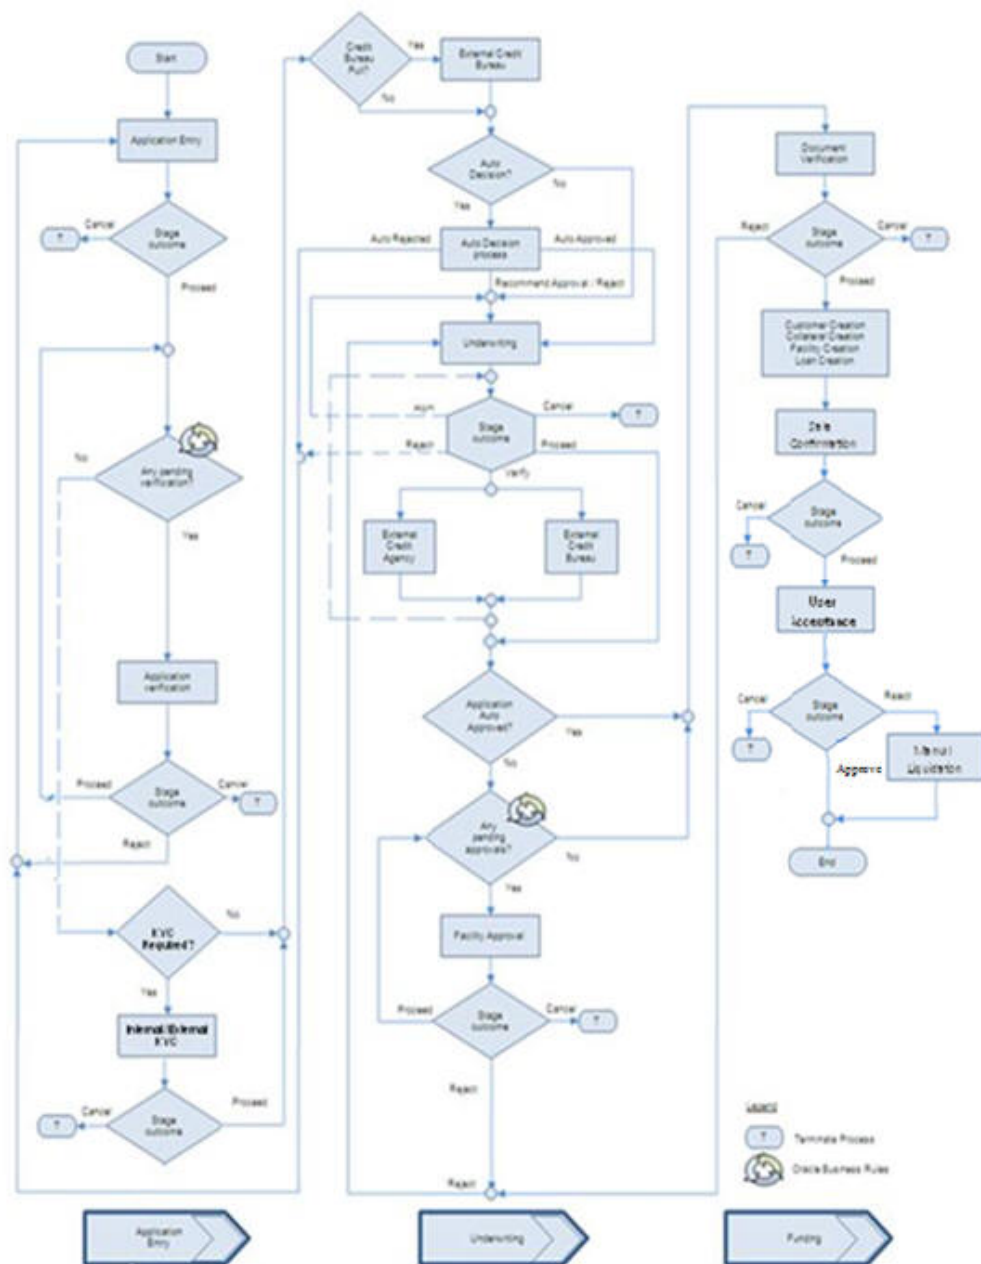 Start
Application Entry
Stage
outcome
Cancel
T
Proceed
Any pending
verification?
No
Yes
Application
verification
Stage
outcome
Proceed
Cancel
T
Reject
KYC
Required?
No
Yes
Internal/External
KYC
Stage
outcome
Cancel
T
Proceed
Application
Entry
Credit
Bureau
Pull?
Yes
External Credit
Bureau
No
Auto
Decision?
No
Yes
Auto Rejected
Auto Decision
process
Auto Approved
Recommend Approval / Reject
Underwriting
Stage
outcome
Cancel
T
Reject
Proceed
Verify
External
Credit
Agency
External
Credit
Bureau
Application
Auto
Approved?
Yes
No
Any
pending
approvals?
No
Yes
Facility Approval
Stage
outcome
Proceed
Cancel
T
Reject
Reject
Underwriting
Document
Verification
Reject
Stage
outcome
Cancel
T
Proceed
Customer Creation
Collateral Creation
Facility Creation
Loan Creation
Sale
Confirmation
Cancel
Stage
outcome
T
Proceed
User
Acceptance
Cancel
Stage
outcome
Reject
T
Approve
Manual
Liquidation
End
Legend
T
Terminate Process
Oracle Business Rules
Funding